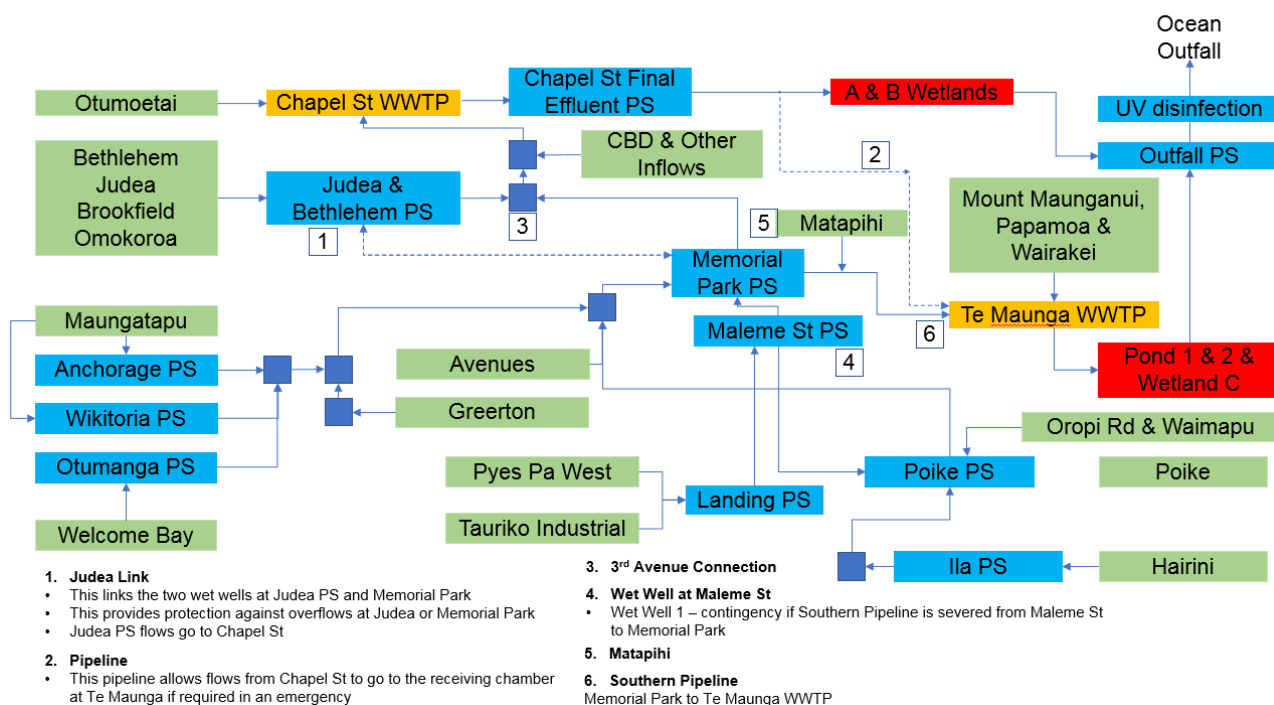 Ocean
Outfall
Otumoetai
Chapel St WWTP
Chapel St Final
Effluent PS
A & B Wetlands
UV disinfection
Outfall PS
Bethlehem
Judea
Brookfield
Omokoroa
Judea &
Bethlehem PS
CBD & Other
Inflows
1
3
2
5
Matapihi
Mount Maunganui,
Papamoa &
Wairakei
Memorial
Park PS
Te Maunga WWTP
6
Maungatapu
Maleme St PS
4
Anchorage PS
Avenues
Pond 1 & 2 &
Wetland C
Wikitoria PS
Greerton
Oropi Rd & Waimapu
Otumanga PS
Pyes Pa West
Poike PS
Poike
Landing PS
Welcome Bay
Tauriko Industrial
Ila PS
Hairini
1. Judea Link
• This links the two wet wells at Judea PS and Memorial Park
• This provides protection against overflows at Judea or Memorial Park
• Judea PS flows go to Chapel St
2. Pipeline
• This pipeline allows flows from Chapel St to go to the receiving chamber
at Te Maunga if required in an emergency
3. 3rd Avenue Connection
4. Wet Well at Maleme St
• Wet Well 1 – contingency if Southern Pipeline is severed from Maleme St
to Memorial Park
5. Matapihi
6. Southern Pipeline
Memorial Park to Te Maunga WWTP